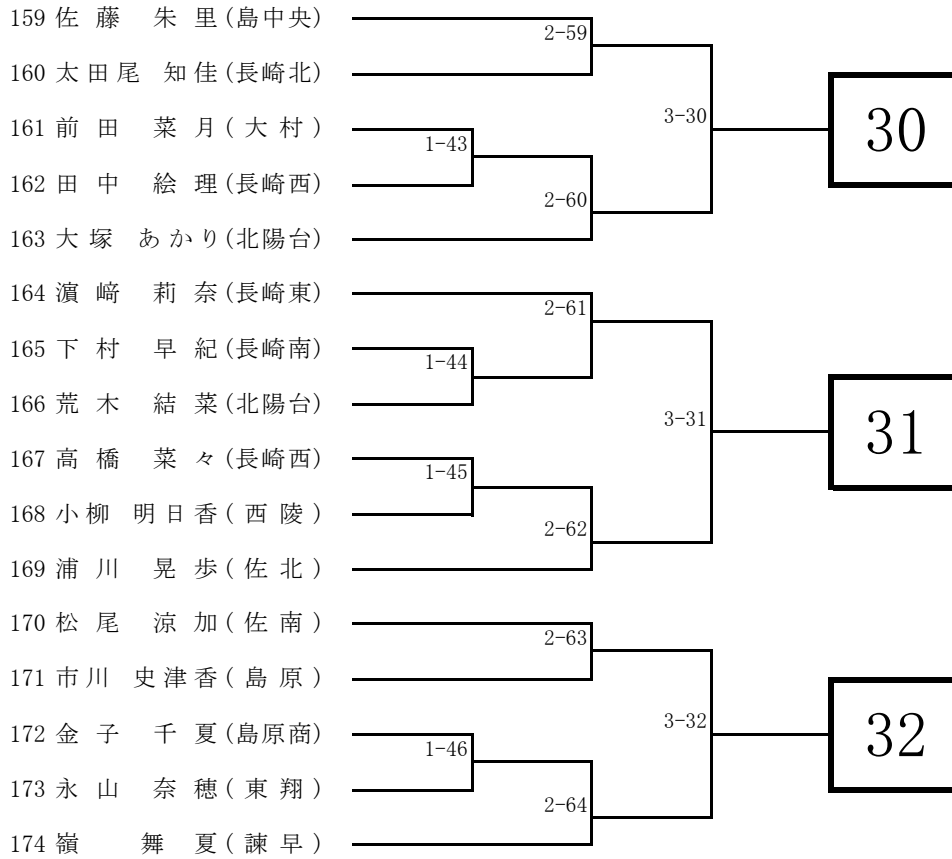 159 佐 藤 朱 里 (島中央)
2-59
160 太田尾 知佳 (長崎北)
3-30
30
161 前 田 菜 月 ( 大 村 )
1-43
162 田 中 絵 理 (長崎西)
2-60
163 大 塚 あかり (北陽台)
164 濵 﨑 莉 奈 (長崎東)
2-61
165 下 村 早 紀 (長崎南)
1-44
166 荒 木 結 菜 (北陽台)
3-31
31
167 高 橋 菜 々 (長崎西)
1-45
168 小柳 明日香 ( 西 陵 )
2-62
169 浦 川 晃 歩 ( 佐 北 )
170 松 尾 涼 加 ( 佐 南 )
2-63
171 市川 史津香 ( 島 原 )
3-32
32
172 金 子 千 夏 (島原商)
1-46
173 永 山 奈 穂 ( 東 翔 )
2-64
174 嶺 舞 夏 ( 諫 早 )